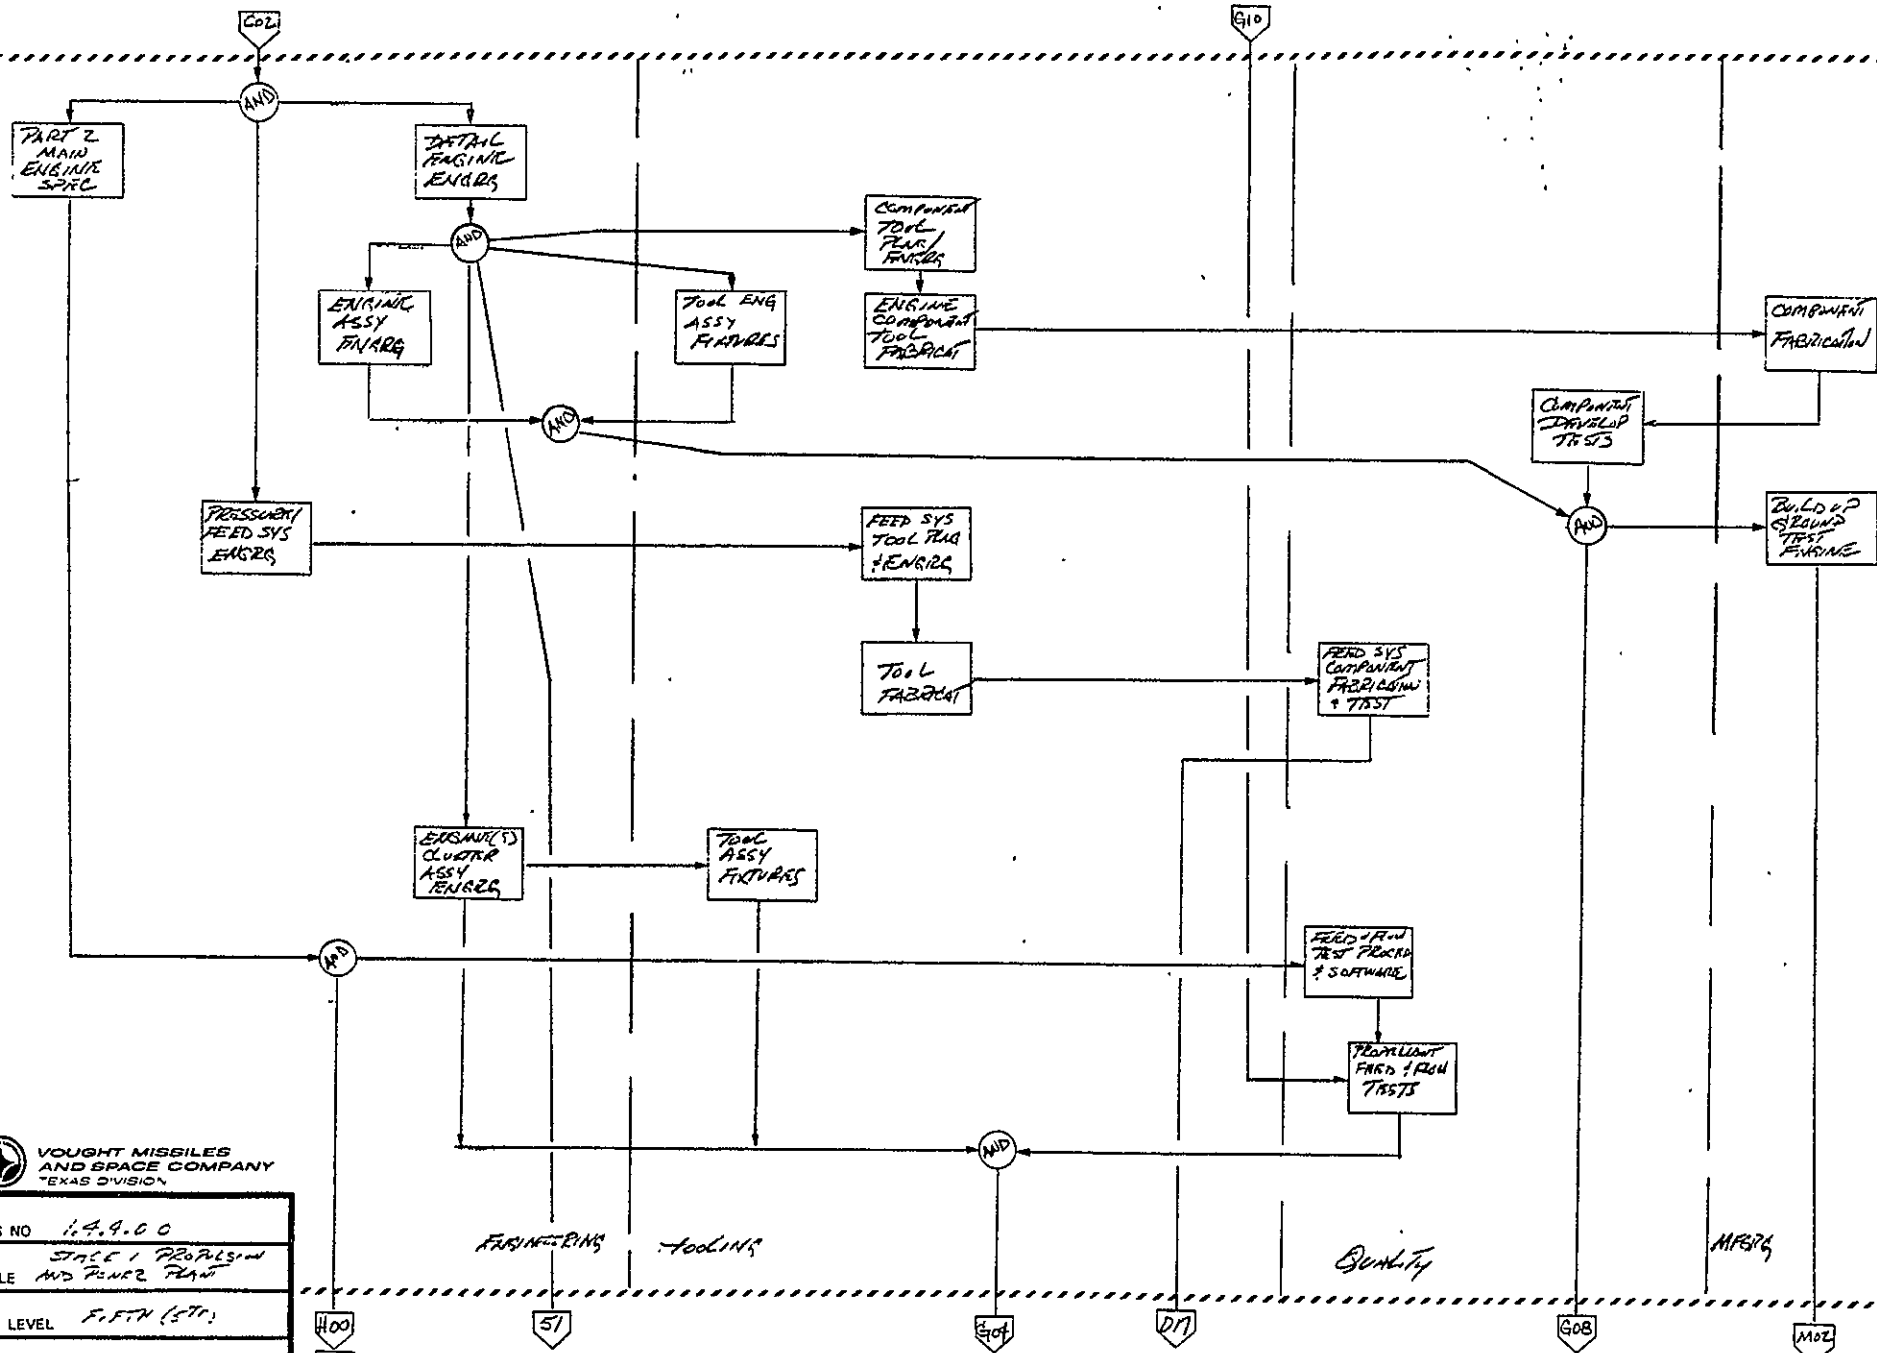 C02
G10
AND
PART 2
MAIN
ENGINE
SPEC
DETAIL
ENGINE
ENGRG
AND
COMPONENT
TOOL
PLNG/
ENGRG
ENGINE
ASSY
ENGRG
TOOL ENG
ASSY
FIXTURES
ENGINE
COMPONENT
TOOL
FABRICAT
COMPONENT
FABRICATION
AND
COMPONENT
DEVELOP
TESTS
PRESSURE/
FEED SYS
ENGRG
FEED SYS
TOOL PLNG
& ENGRG
AND
BUILD UP
GROUND
TEST
ENGINE
TOOL
FABRICAT
FEED SYS
COMPONENT
FABRICATION
& TEST
ENGINE(S)
CLUSTER
ASSY
ENGRG
TOOL
ASSY
FIXTURES
AND
FEED & FLOW
TEST PROCED
& SOFTWARE
PROPELLANT
FEED & FLOW
TESTS
AND
VOUGHT MISSILES
AND SPACE COMPANY
TEXAS DIVISION
S NO 1.4.4.0 0
STAGE 1 PROPULSION
LE AND POWER PLANT
LEVEL FIFTH (5TH)
ENGINEERING
TOOLING
QUALITY
MFGRG
H00
51
G04
D17
G08
M02